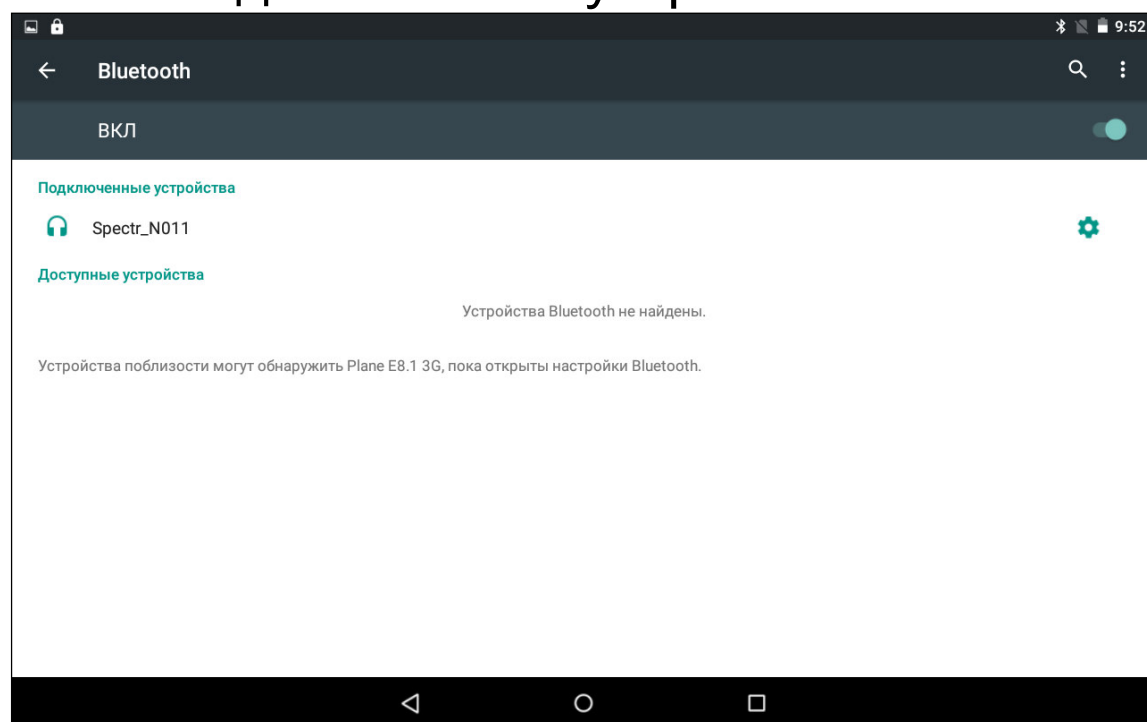 9:52
Bluetooth
ВКЛ
Подключенные устройства
Spectr_N011
Доступные устройства
Устройства Bluetooth не найдены.
Устройства поблизости могут обнаружить Plane E8.1 3G, пока открыты настройки Bluetooth.